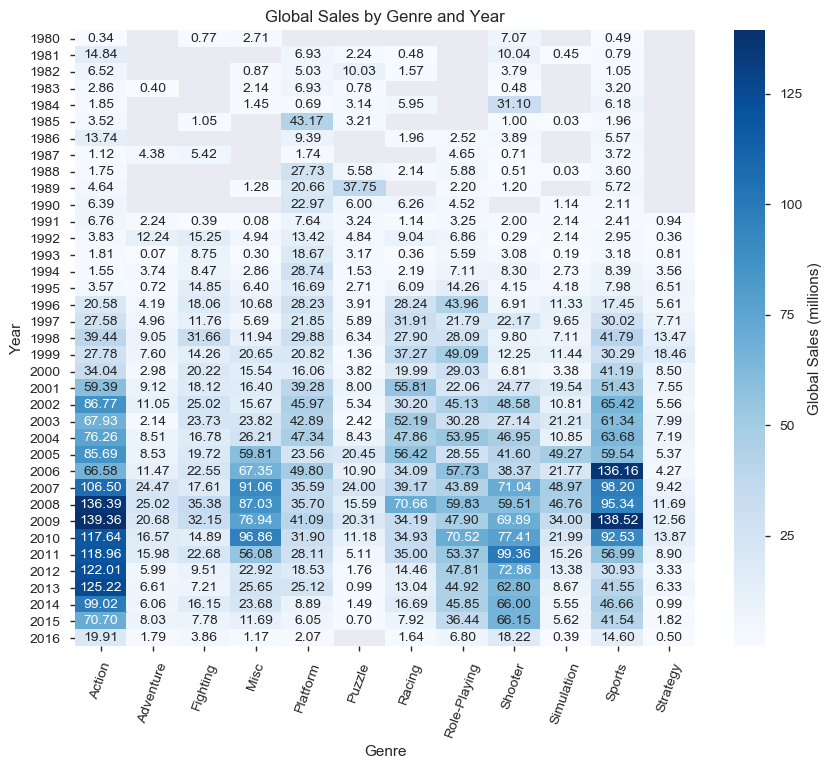 Global Sales by Genre and Year
1980 0.34 0.77 2.71 7.07 0.49
1981 14.84 6.93 2.24 0.48 10.04 0.45 0.79
1982 6.52 0.87 5.03 10.03 1.57 3.79 1.05
1983 2.86 0.40 2.14 6.93 0.78 0.48 3.20
1984 1.85 1.45 0.69 3.14 5.95 31.10 6.18
1985 3.52 1.05 43.17 3.21 1.00 0.03 1.96
1986 13.74 9.39 1.96 2.52 3.89 5.57
1987 1.12 4.38 5.42 1.74 4.65 0.71 3.72
1988 1.75 27.73 5.58 2.14 5.88 0.51 0.03 3.60
1989 4.64 1.28 20.66 37.75 2.20 1.20 5.72
1990 6.39 22.97 6.00 6.26 4.52 1.14 2.11
1991 6.76 2.24 0.39 0.08 7.64 3.24 1.14 3.25 2.00 2.14 2.41 0.94
1992 3.83 12.24 15.25 4.94 13.42 4.84 9.04 6.86 0.29 2.14 2.95 0.36
1993 1.81 0.07 8.75 0.30 18.67 3.17 0.36 5.59 3.08 0.19 3.18 0.81
1994 1.55 3.74 8.47 2.86 28.74 1.53 2.19 7.11 8.30 2.73 8.39 3.56
1995 3.57 0.72 14.85 6.40 16.69 2.71 6.09 14.26 4.15 4.18 7.98 6.51
1996 20.58 4.19 18.06 10.68 28.23 3.91 28.24 43.96 6.91 11.33 17.45 5.61
1997 27.58 4.96 11.76 5.69 21.85 5.89 31.91 21.79 22.17 9.65 30.02 7.71
1998 39.44 9.05 31.66 11.94 29.88 6.34 27.90 28.09 9.80 7.11 41.79 13.47
1999 27.78 7.60 14.26 20.65 20.82 1.36 37.27 49.09 12.25 11.44 30.29 18.46
2000 34.04 2.98 20.22 15.54 16.06 3.82 19.99 29.03 6.81 3.38 41.19 8.50
2001 59.39 9.12 18.12 16.40 39.28 8.00 55.81 22.06 24.77 19.54 51.43 7.55
2002 86.77 11.05 25.02 15.67 45.97 5.34 30.20 45.13 48.58 10.81 65.42 5.56
2003 67.93 2.14 23.73 23.82 42.89 2.42 52.19 30.28 27.14 21.21 61.34 7.99
2004 76.26 8.51 16.78 26.21 47.34 8.43 47.86 53.95 46.95 10.85 63.68 7.19
2005 85.69 8.53 19.72 59.81 23.56 20.45 56.42 28.55 41.60 49.27 59.54 5.37
2006 66.58 11.47 22.55 67.35 49.80 10.90 34.09 57.73 38.37 21.77 136.16 4.27
2007 106.50 24.47 17.61 91.06 35.59 24.00 39.17 43.89 71.04 48.97 98.20 9.42
2008 136.39 25.02 35.38 87.03 35.70 15.59 70.66 59.83 59.51 46.76 95.34 11.69
2009 139.36 20.68 32.15 76.94 41.09 20.31 34.19 47.90 69.89 34.00 138.52 12.56
2010 117.64 16.57 14.89 96.86 31.90 11.18 34.93 70.52 77.41 21.99 92.53 13.87
2011 118.96 15.98 22.68 56.08 28.11 5.11 35.00 53.37 99.36 15.26 56.99 8.90
2012 122.01 5.99 9.51 22.92 18.53 1.76 14.46 47.81 72.86 13.38 30.93 3.33
2013 125.22 6.61 7.21 25.65 25.12 0.99 13.04 44.92 62.80 8.67 41.55 6.33
2014 99.02 6.06 16.15 23.68 8.89 1.49 16.69 45.85 66.00 5.55 46.66 0.99
2015 70.70 8.03 7.78 11.69 6.05 0.70 7.92 36.44 66.15 5.62 41.54 1.82
2016 19.91 1.79 3.86 1.17 2.07 1.64 6.80 18.22 0.39 14.60 0.50
Action Adventure Fighting Misc Platform Puzzle Racing Role-Playing Shooter Simulation Sports Strategy
Genre
Year
125
100
75
50
25
Global Sales (millions)